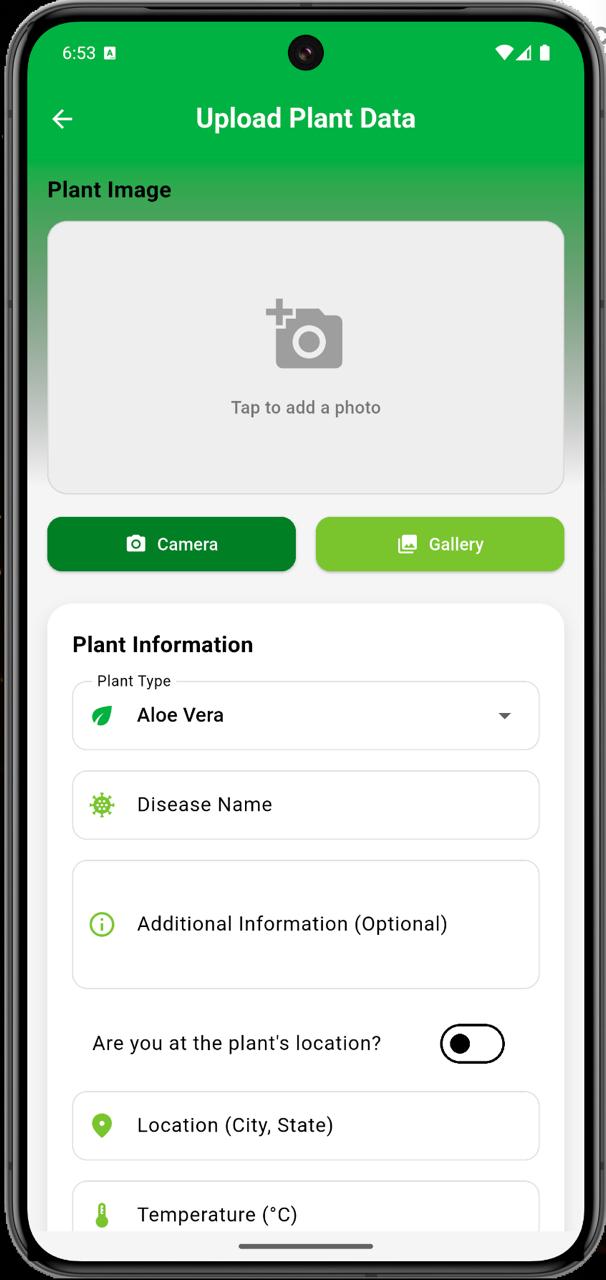 6:53 A
Upload Plant Data
Plant Image
Tap to add a photo
Camera
Gallery
Plant Information
Plant Type
Aloe Vera
Disease Name
Additional Information (Optional)
Are you at the plant's location?
Location (City, State)
Temperature (°C)